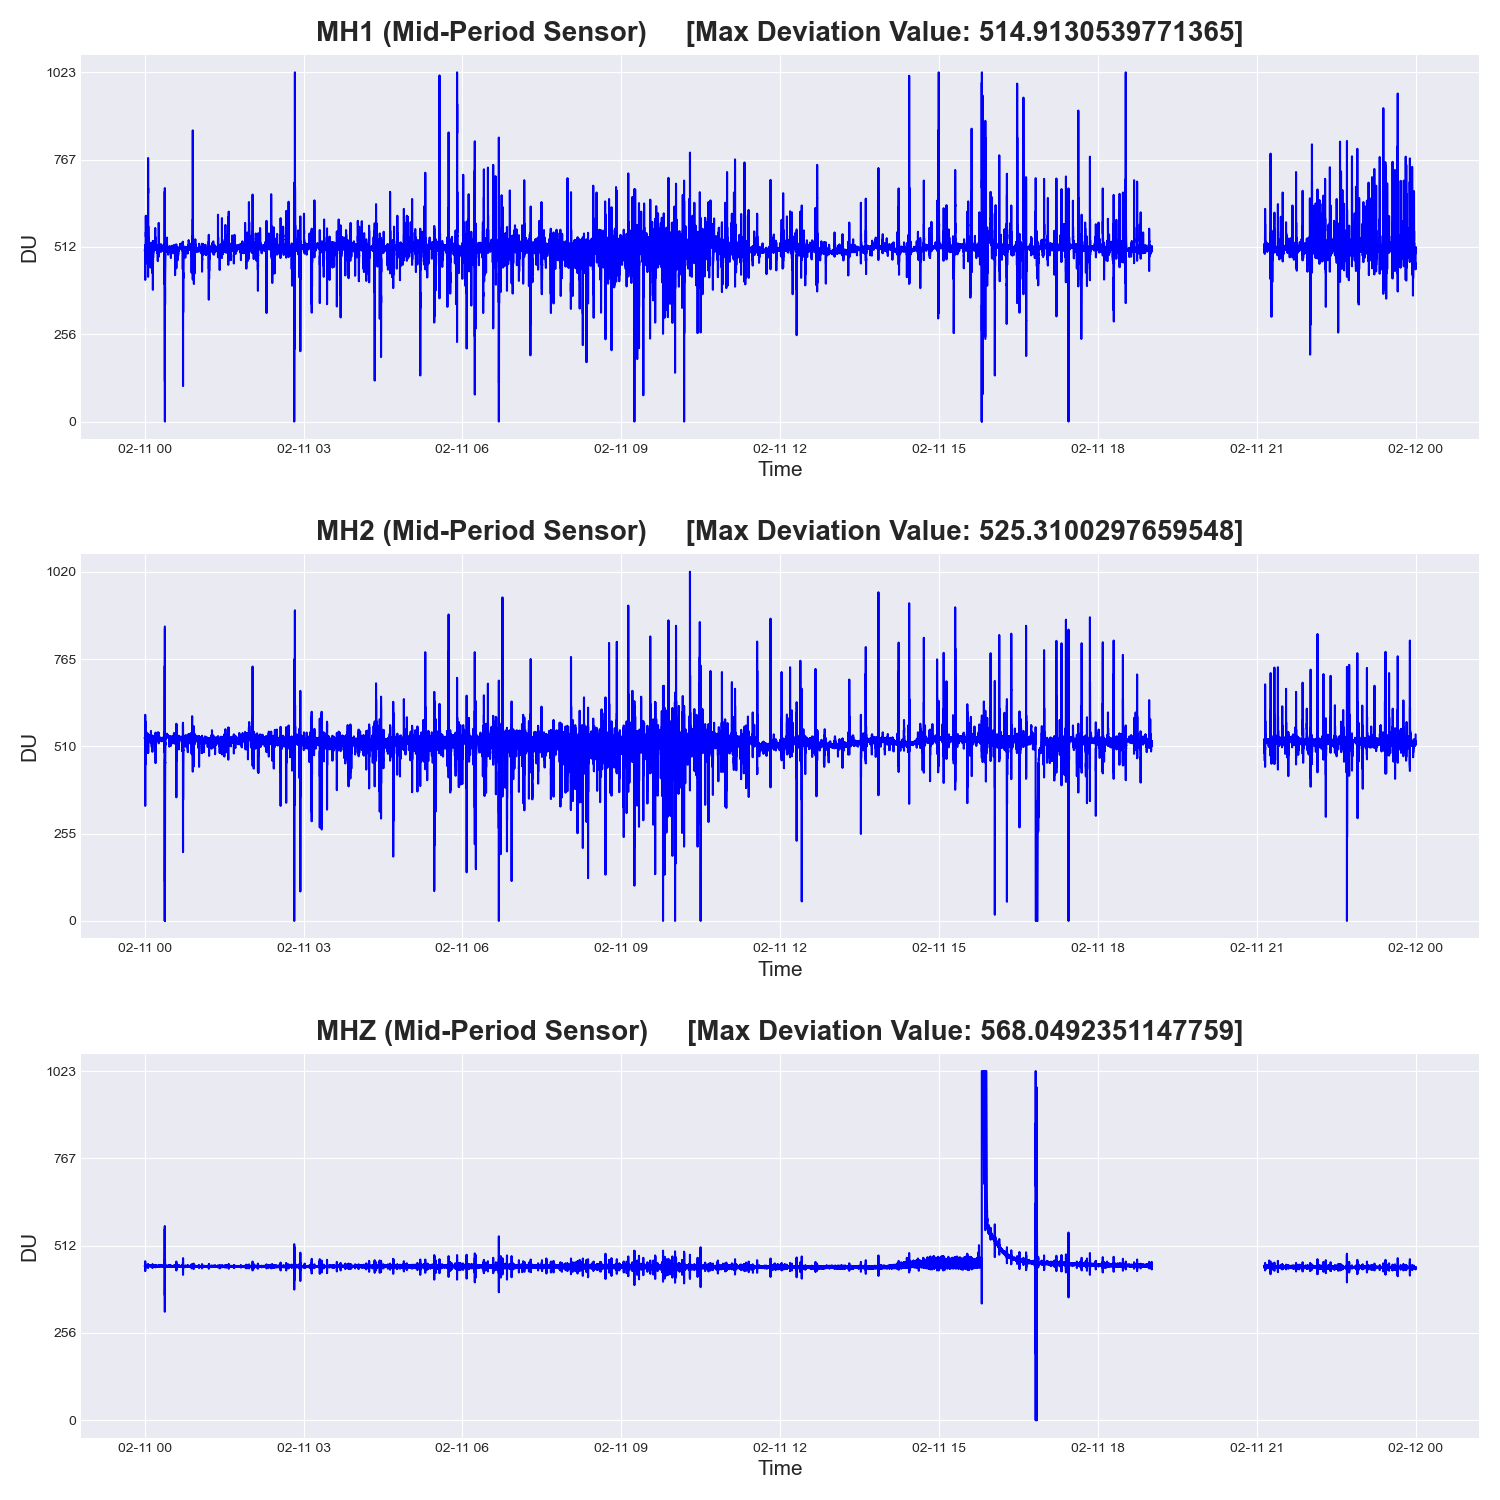 MH1 (Mid-Period Sensor)     [Max Deviation Value: 514.9130539771365]
1023
767
512
256
0
DU
02-11 00 02-11 03 02-11 06 02-11 09 02-11 12 02-11 15 02-11 18 02-11 21 02-12 00
Time
MH2 (Mid-Period Sensor)     [Max Deviation Value: 525.3100297659548]
1020
765
510
255
0
DU
02-11 00 02-11 03 02-11 06 02-11 09 02-11 12 02-11 15 02-11 18 02-11 21 02-12 00
Time
MHZ (Mid-Period Sensor)     [Max Deviation Value: 568.0492351147759]
1023
767
512
256
0
DU
02-11 00 02-11 03 02-11 06 02-11 09 02-11 12 02-11 15 02-11 18 02-11 21 02-12 00
Time